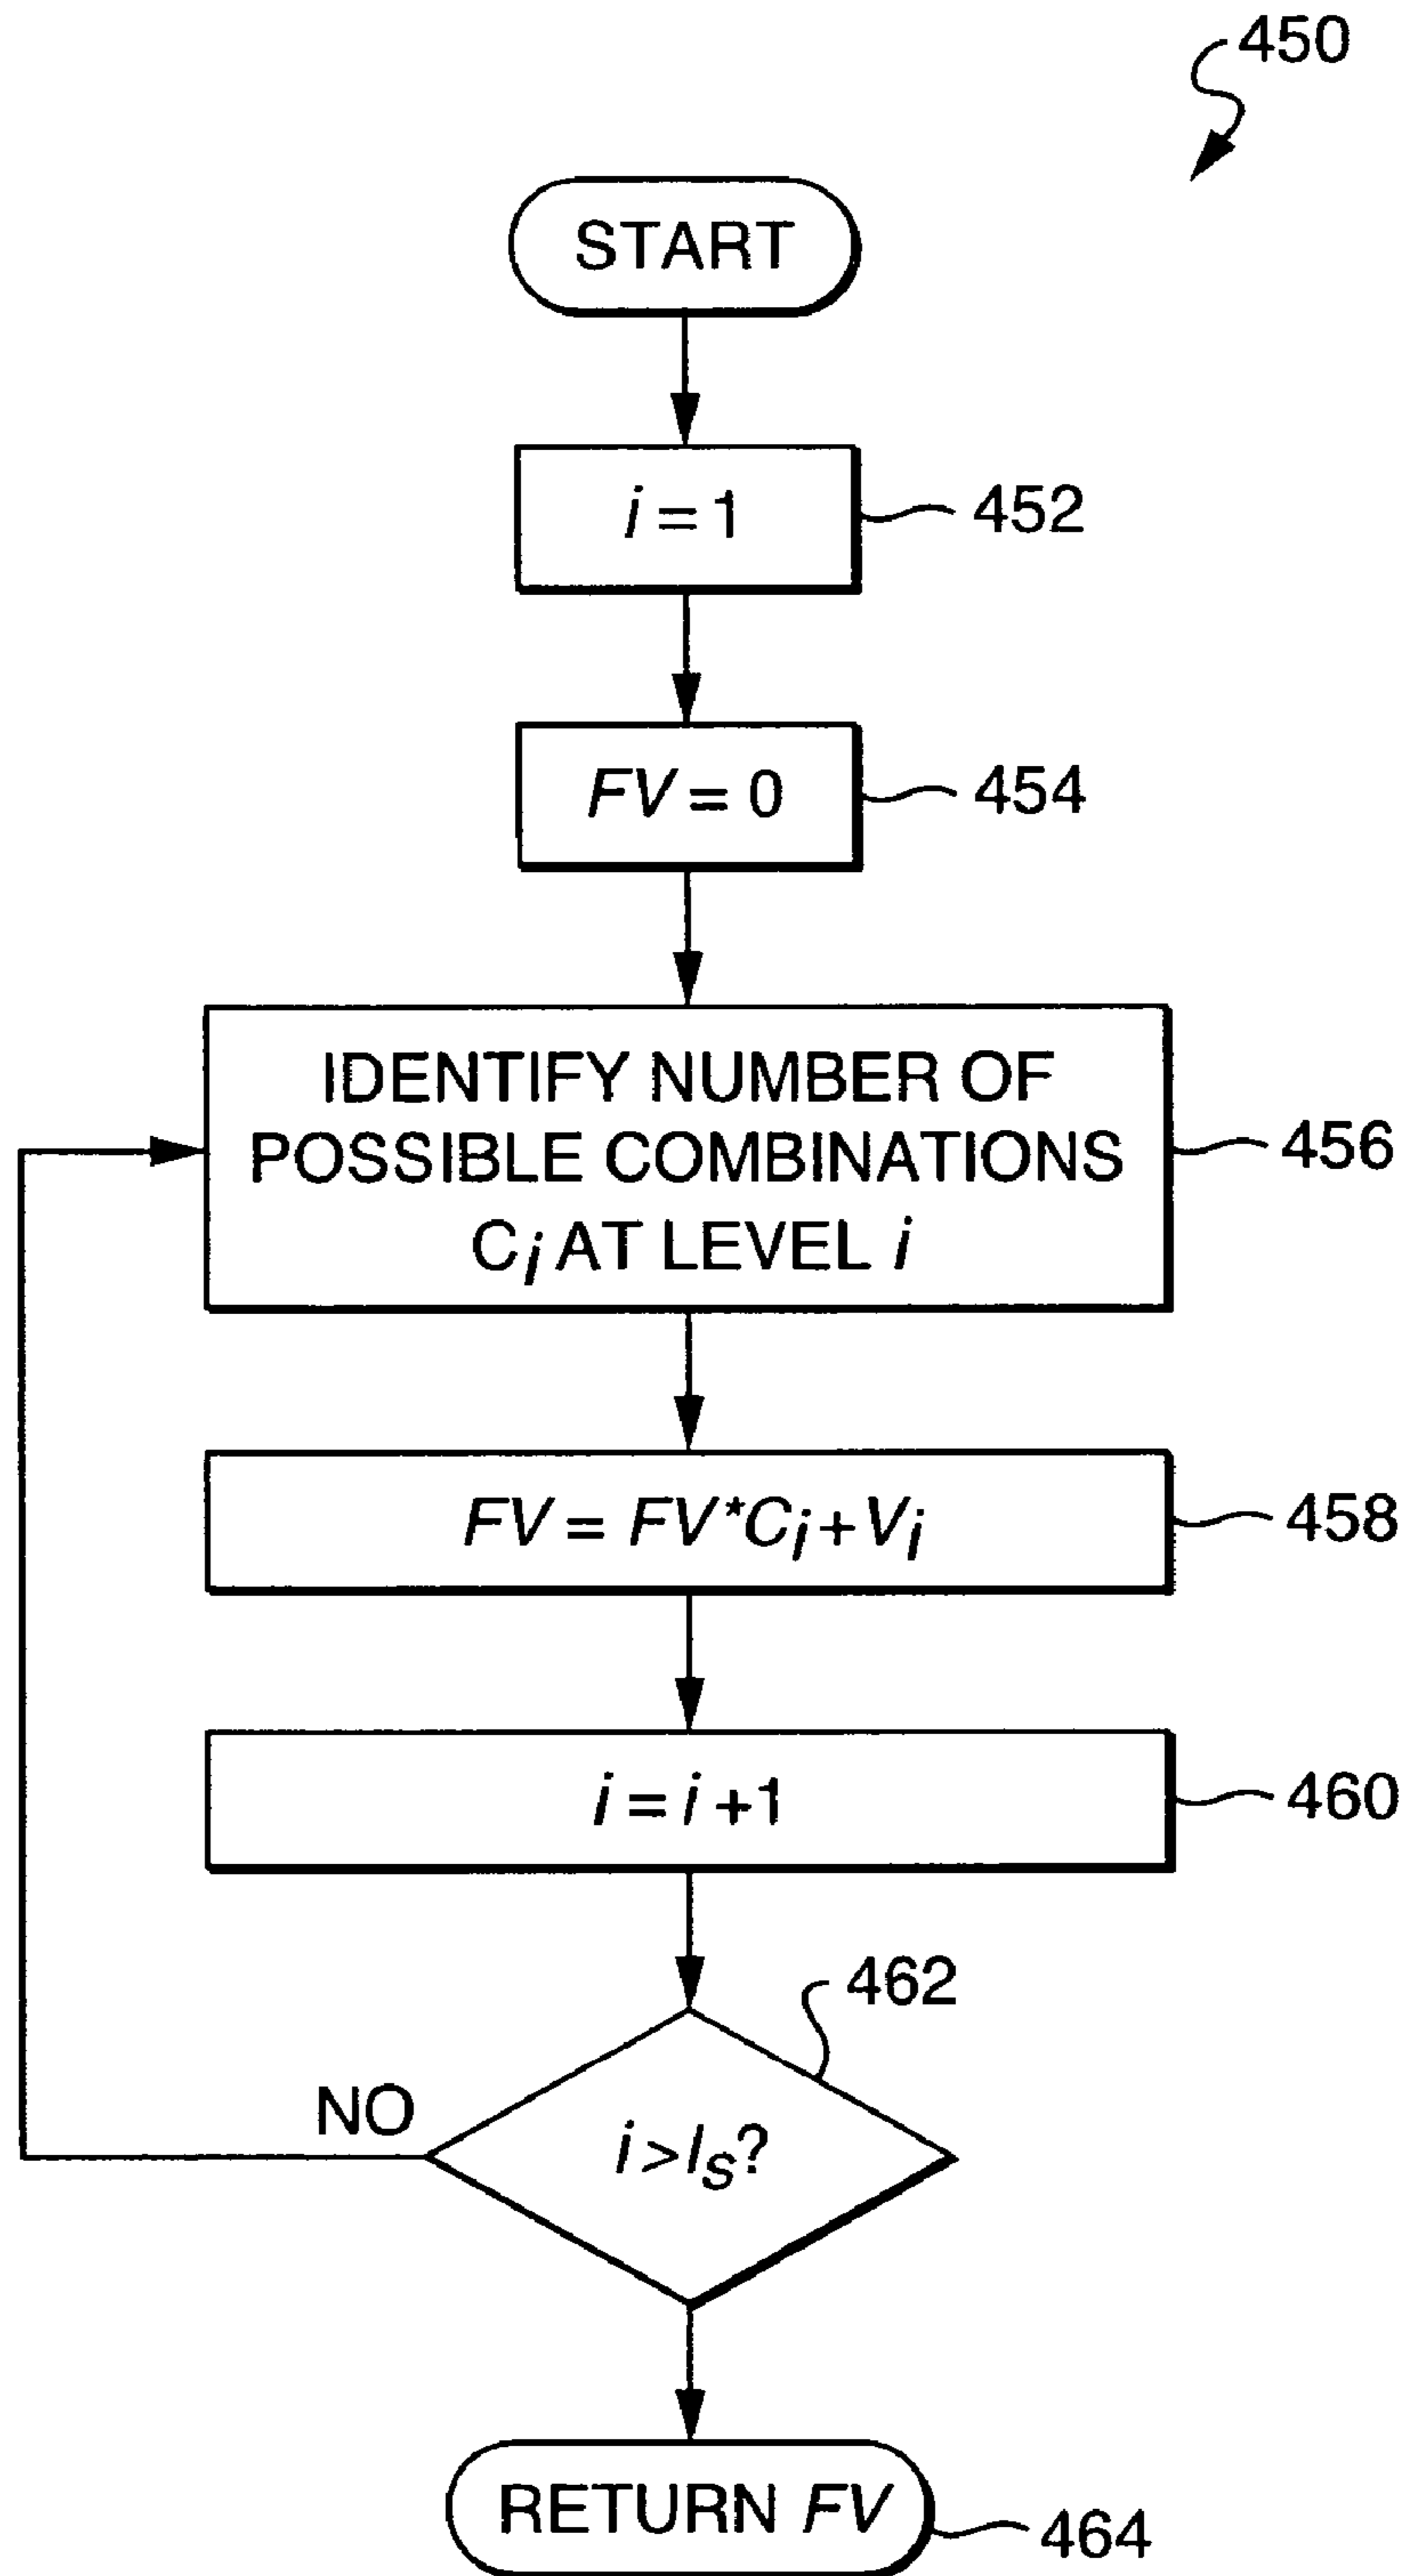 450
START
i = 1
452
FV = 0
454
IDENTIFY NUMBER OF
POSSIBLE COMBINATIONS
Ci AT LEVEL i
456
FV = FV*Ci + Vi
458
i = i +1
460
462
NO
i > ls?
RETURN FV
464